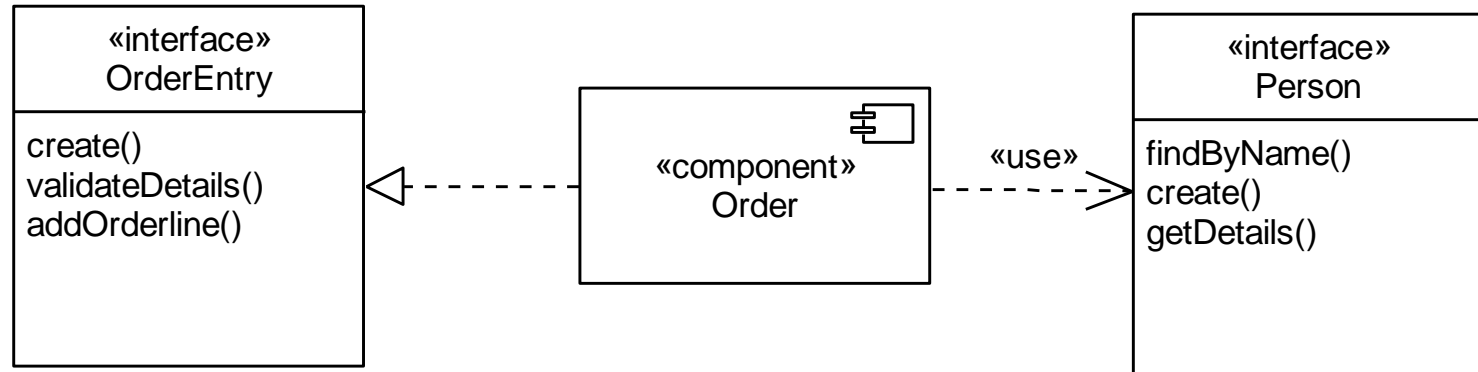 «interface»
OrderEntry
create()
validateDetails()
addOrderline()
«component»
Order
«use»
«interface»
Person
findByName()
create()
getDetails()